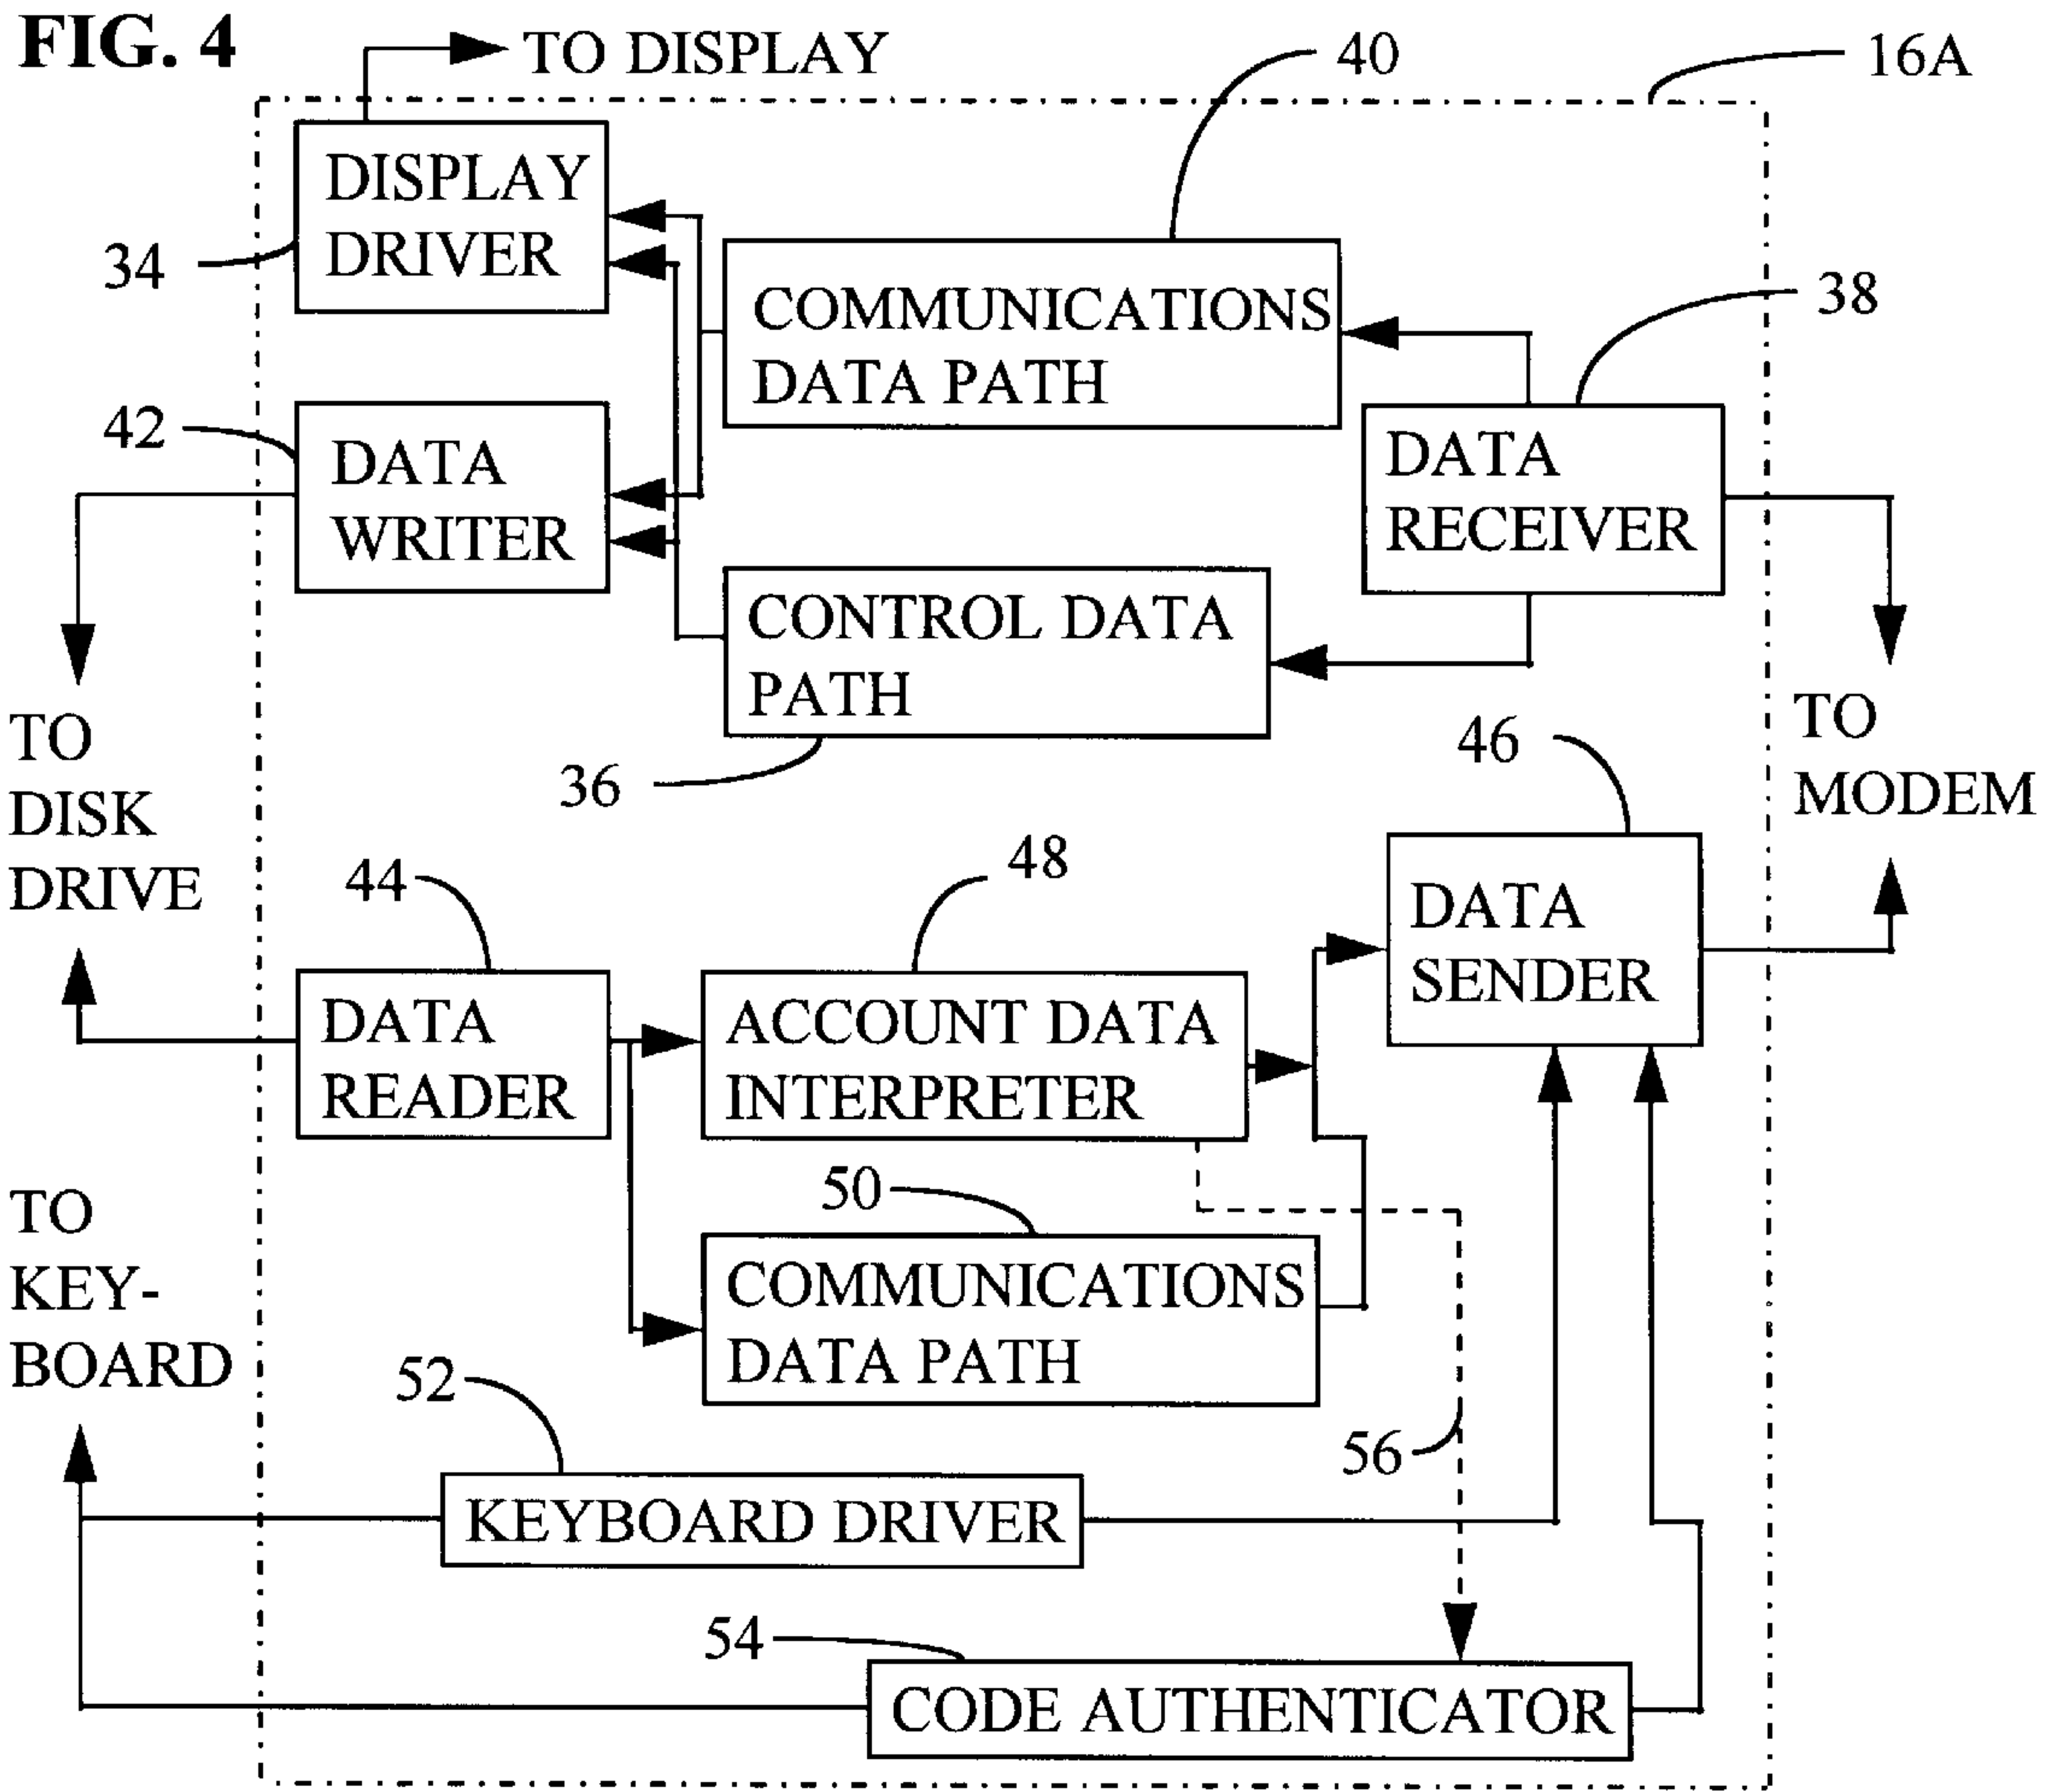 FIG. 4
TO DISPLAY
40
16A
DISPLAY
DRIVER
34
COMMUNICATIONS
DATA PATH
38
42
DATA
WRITER
DATA
RECEIVER
CONTROL DATA
PATH
36
TO
DISK
DRIVE
TO
MODEM
46
44
48
DATA
SENDER
DATA
READER
ACCOUNT DATA
INTERPRETER
50
TO
KEY-
BOARD
COMMUNICATIONS
DATA PATH
52
56
KEYBOARD DRIVER
54
CODE AUTHENTICATOR